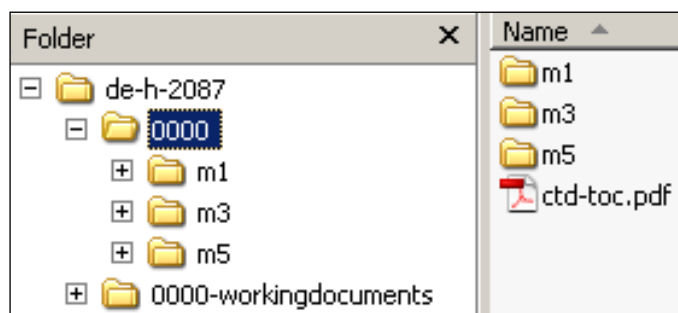 Folder
de-h-2087
0000
m1
m3
m5
0000-workingdocuments
Name
m1
m3
m5
ctd-toc.pdf